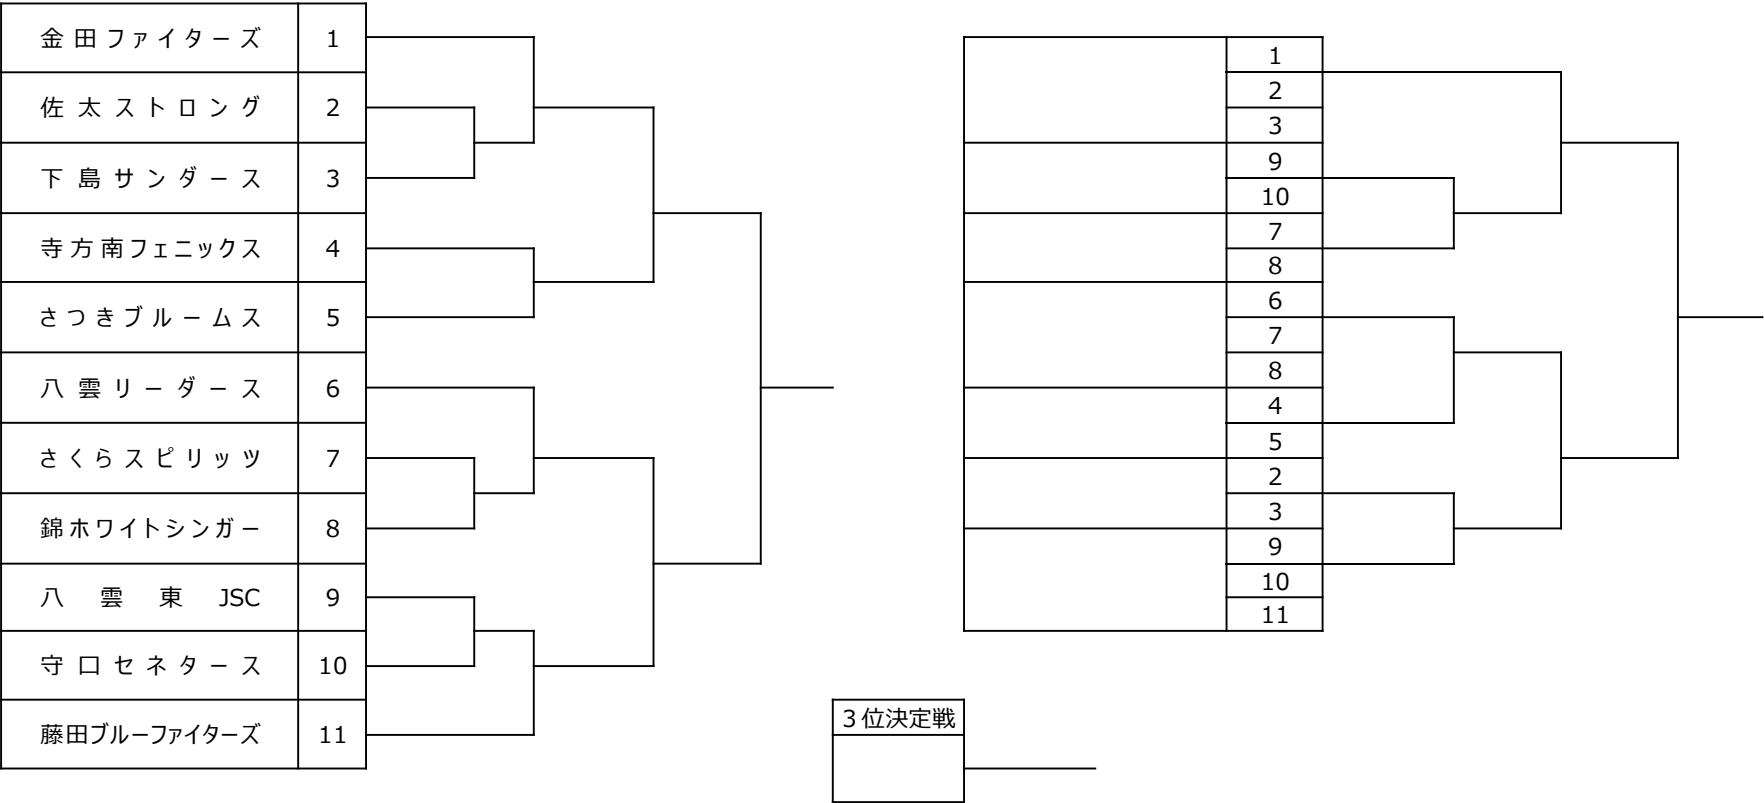 金田ファイターズ 1
佐太ストロング 2
下島サンダース 3
寺方南フェニックス 4
さつきブルームス 5
八雲リーダース 6
さくらスピリッツ 7
錦ホワイトシンガー 8
八雲東JSC 9
守口セネタース 10
藤田ブルーファイターズ 11
1
2
3
9
10
7
8
6
7
8
4
5
2
3
9
10
11
３位決定戦